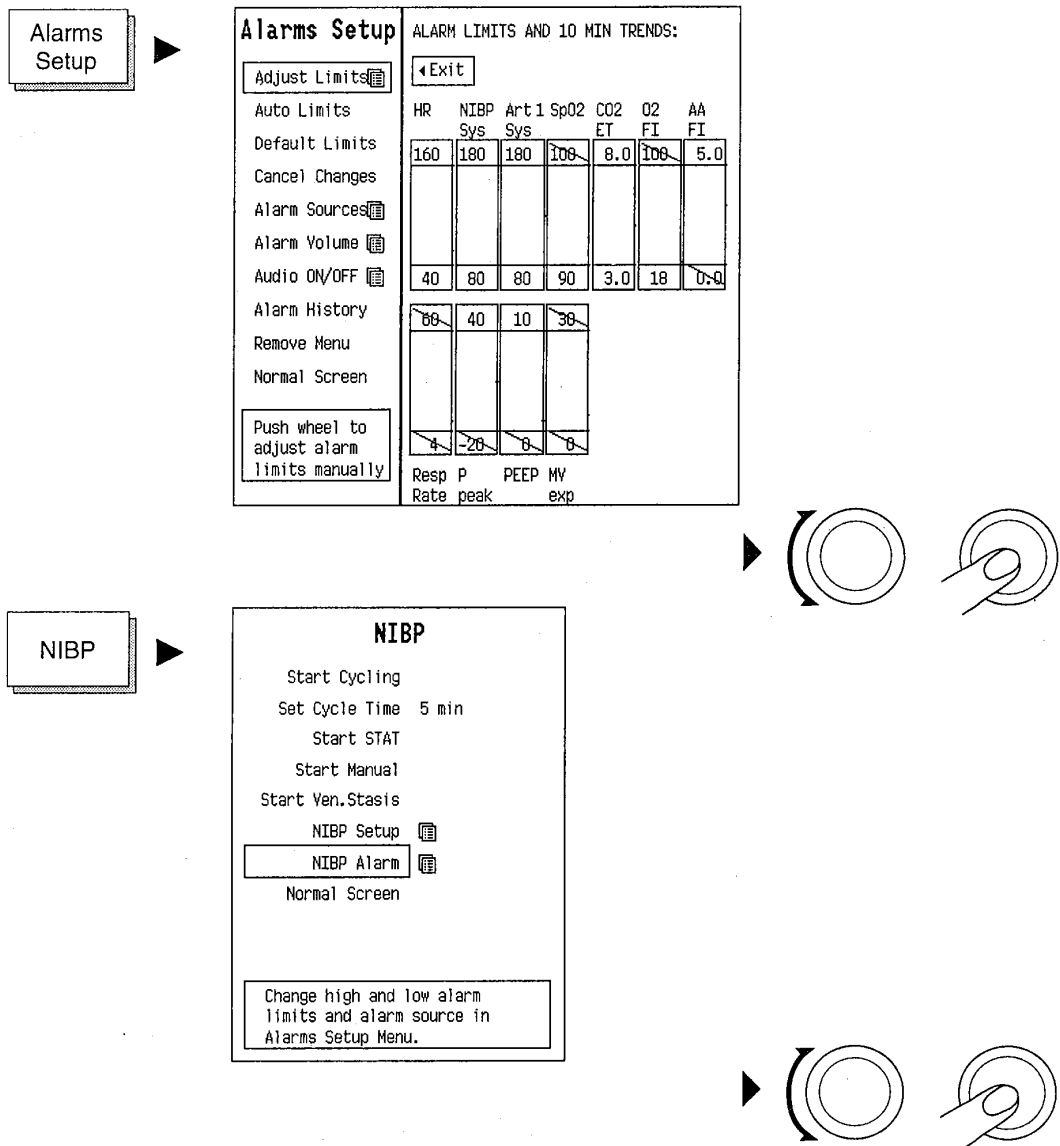 Alarms
Setup
Alarms Setup
Adjust Limits
Auto Limits
Default Limits
Cancel Changes
Alarm Sources
Alarm Volume
Audio ON/OFF
Alarm History
Remove Menu
Normal Screen
Push wheel to
adjust alarm
limits manually
ALARM LIMITS AND 10 MIN TRENDS:
Exit
HR NIBP Art 1 SpO2 CO2 O2 AA
Sys Sys ET FI FI
160 180 180 100 8.0 100 5.0
40 80 80 90 3.0 18 0.0
60 40 10 30
4 -20 0 0
Resp P PEEP MV
Rate peak exp
NIBP
NIBP
Start Cycling
Set Cycle Time 5 min
Start STAT
Start Manual
Start Ven.Stasis
NIBP Setup
NIBP Alarm
Normal Screen
Change high and low alarm
limits and alarm source in
Alarms Setup Menu.